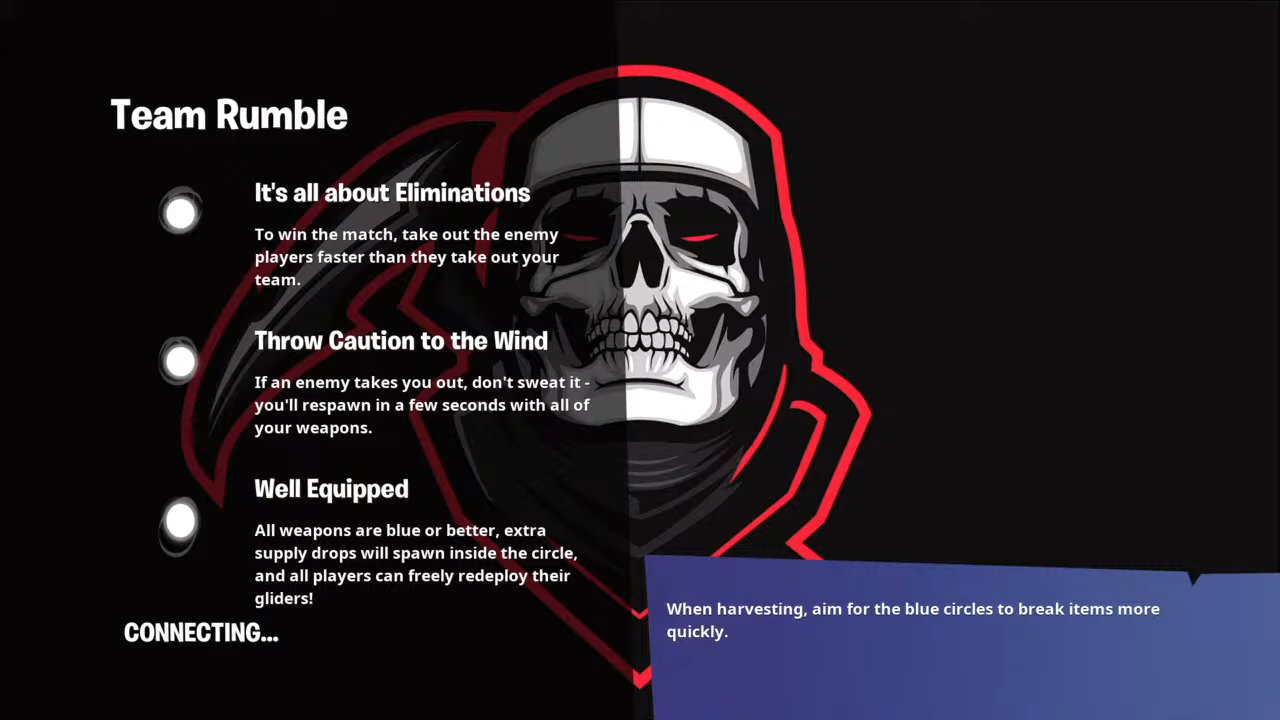 Team Rumble
It's all about Eliminations
To win the match, take out the enemy
players faster than they take out your
team.
Throw Caution to the Wind
If an enemy takes you out, don't sweat it -
you'll respawn in a few seconds with all of
your weapons.
Well Equipped
All weapons are blue or better, extra
supply drops will spawn inside the circle,
and all players can freely redeploy their
gliders!
CONNECTING...
When harvesting, aim for the blue circles to break items more
quickly.